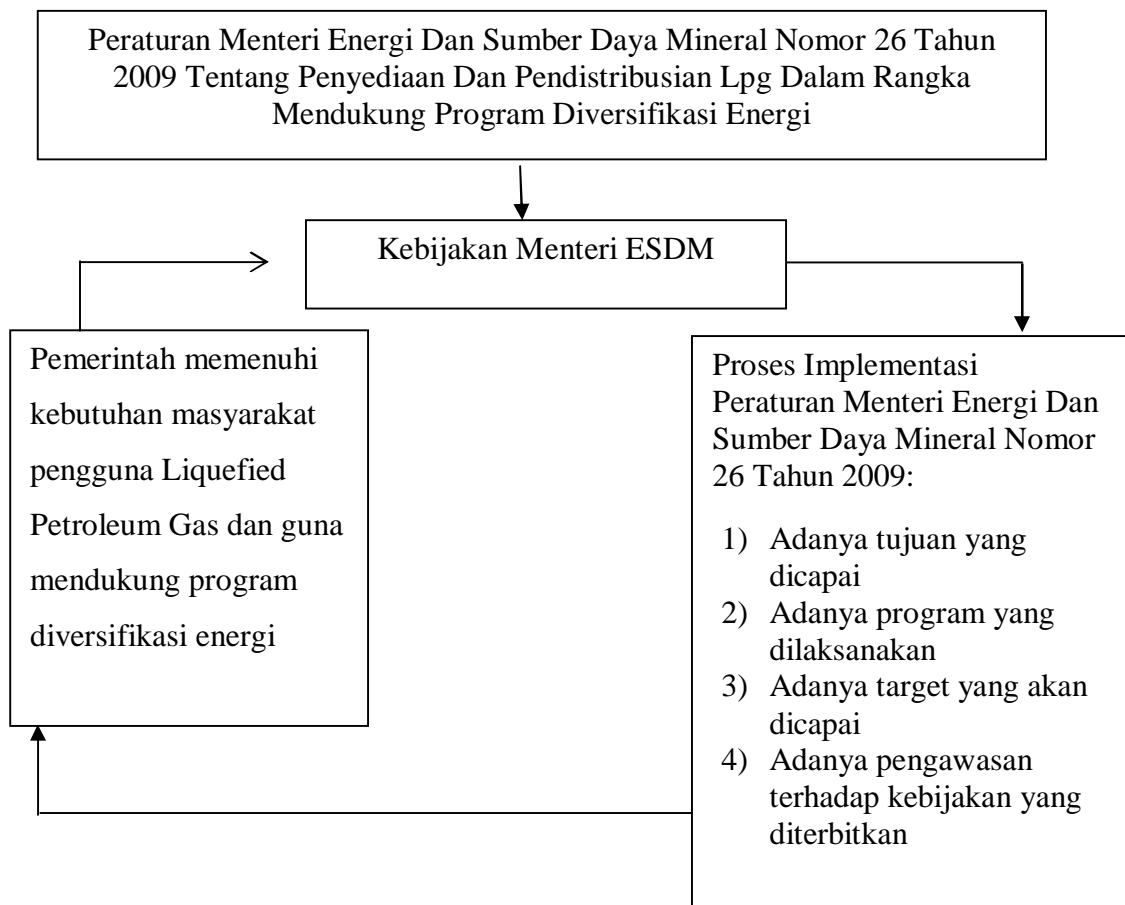 Peraturan Menteri Energi Dan Sumber Daya Mineral Nomor 26 Tahun
2009 Tentang Penyediaan Dan Pendistribusian Lpg Dalam Rangka
Mendukung Program Diversifikasi Energi
Kebijakan Menteri ESDM
Pemerintah memenuhi
kebutuhan masyarakat
pengguna Liquefied
Petroleum Gas dan guna
mendukung program
diversifikasi energi
Proses Implementasi
Peraturan Menteri Energi Dan
Sumber Daya Mineral Nomor
26 Tahun 2009:
1) Adanya tujuan yang
dicapai
2) Adanya program yang
dilaksanakan
3) Adanya target yang akan
dicapai
4) Adanya pengawasan
terhadap kebijakan yang
diterbitkan